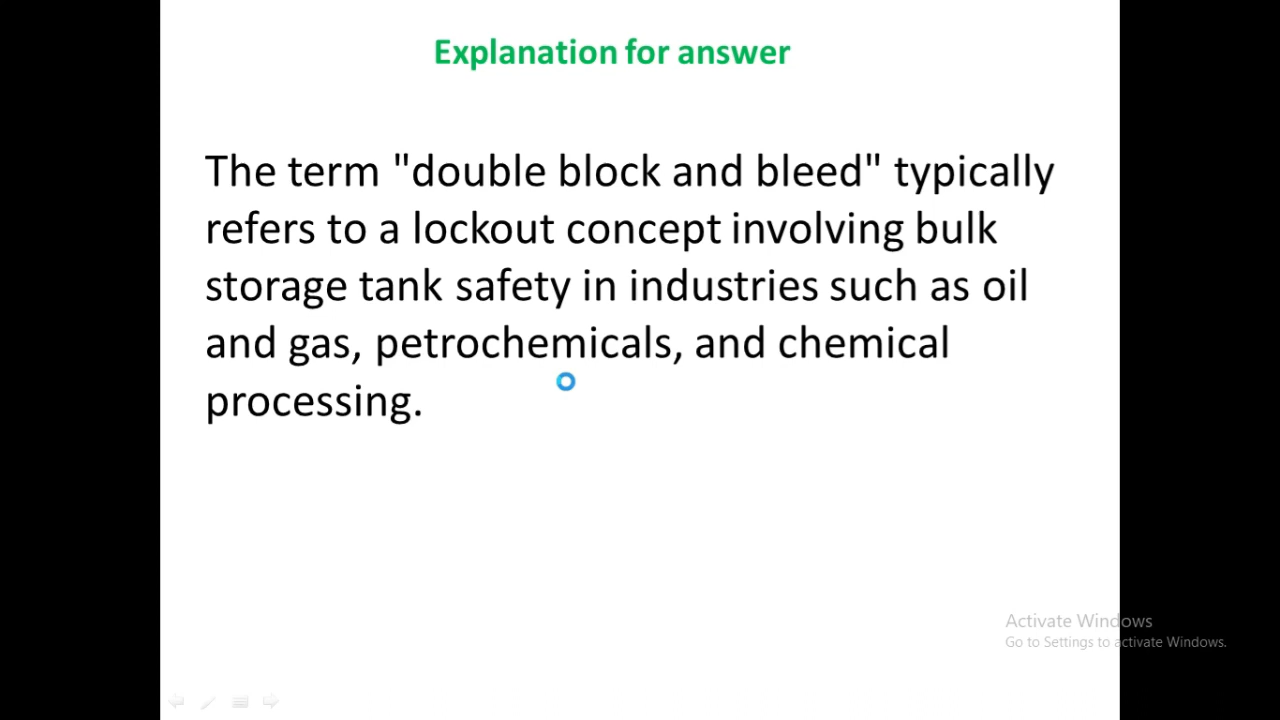 Explanation for answer
The term "double block and bleed" typically
refers to a lockout concept involving bulk
storage tank safety in industries such as oil
and gas, petrochemicals, and chemical
processing.
Activate Windows
Go to Settings to activate Windows.